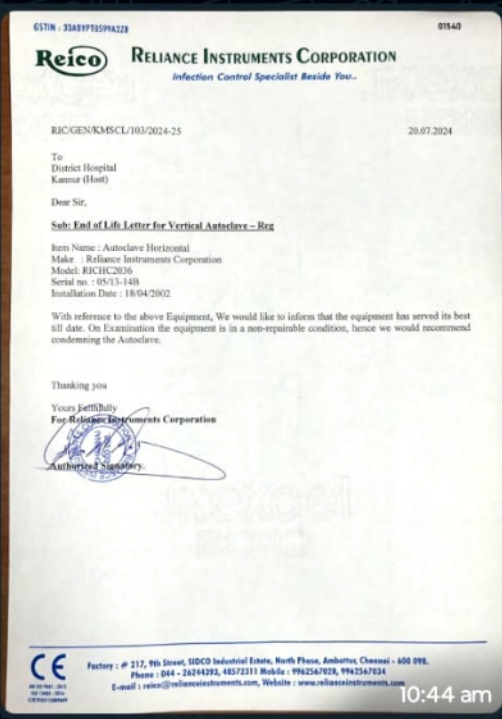 GSTIN : 33ABYPT0599A2Z8
01540
Reico
RELIANCE INSTRUMENTS CORPORATION
Infection Control Specialist Beside You..
RIC/GEN/KMSCL/103/2024-25
20.07.2024
To
District Hospital
Kannur (Host)
Dear Sir,
Sub: End of Life Letter for Vertical Autoclave – Reg
Item Name : Autoclave Horizontal
Make : Reliance Instruments Corporation
Model: RICHC2036
Serial no. : 05/13-14B
Installation Date : 18/04/2002
With reference to the above Equipment, We would like to inform that the equipment has served its best
till date. On Examination the equipment is in a non-repairable condition, hence we would recommend
condemning the Autoclave.
Thanking you
Yours Faithfully
For Reliance Instruments Corporation
Authorized Signatory.
CE
Factory : # 217, 9th Street, SIDCO Industrial Estate, North Phase, Ambattur, Chennai - 600 098.
Phone : 044 - 26244393, 48572311 Mobile : 9962567028, 9962567034
E-mail : reico@relianceinstruments.com, Website : www.relianceinstruments.com
10:44 am